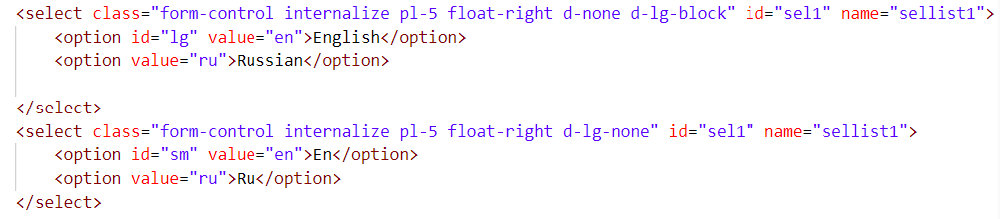 <select class="form-control internalize pl-5 float-right d-none d-lg-block" id="sel1" name="sellist1">
    <option id="lg" value="en">English</option>
    <option value="ru">Russian</option>

</select>
<select class="form-control internalize pl-5 float-right d-lg-none" id="sel1" name="sellist1">
    <option id="sm" value="en">En</option>
    <option value="ru">Ru</option>
</select>